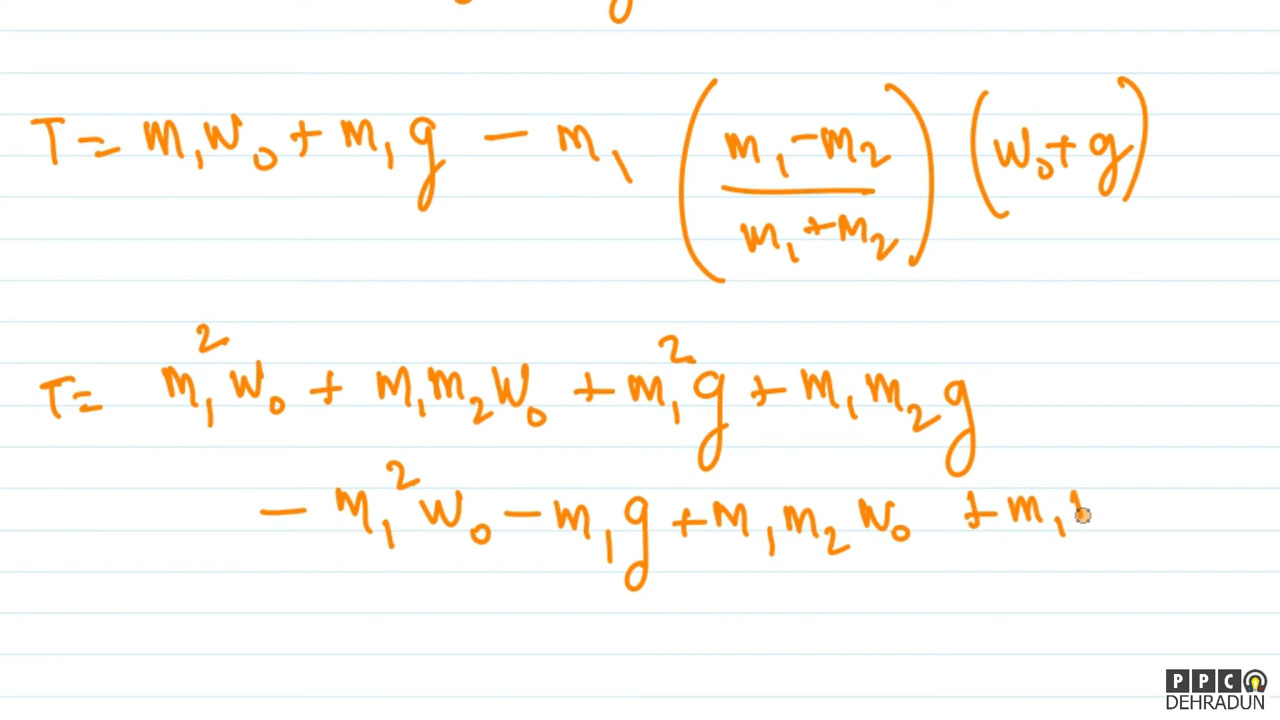 T = m₁w₀ + m₁g − m₁ ( (m₁ − m₂) / (m₁ + m₂) ) (w₀ + g)
T = m₁²w₀ + m₁m₂w₀ + m₁²g + m₁m₂g
− m₁²w₀ − m₁g + m₁m₂w₀ + m₁
PPC
DEHRADUN